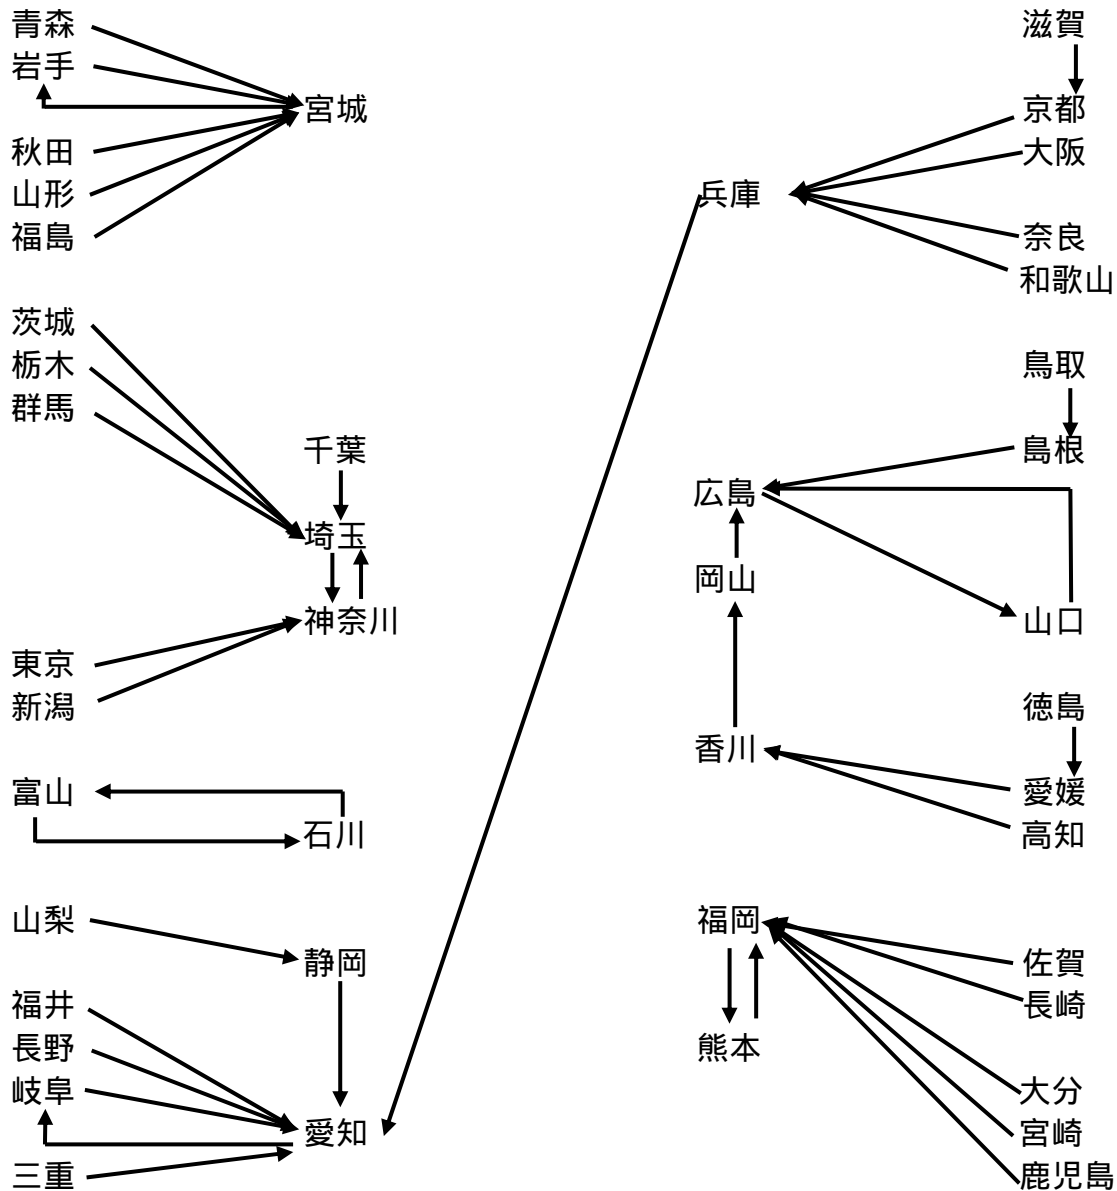 青森
岩手
宮城
秋田
山形
福島
茨城
栃木
群馬
千葉
埼玉
神奈川
東京
新潟
富山
石川
山梨
静岡
福井
長野
岐阜
愛知
三重
滋賀
京都
大阪
兵庫
奈良
和歌山
鳥取
島根
広島
岡山
山口
徳島
香川
愛媛
高知
福岡
佐賀
長崎
熊本
大分
宮崎
鹿児島